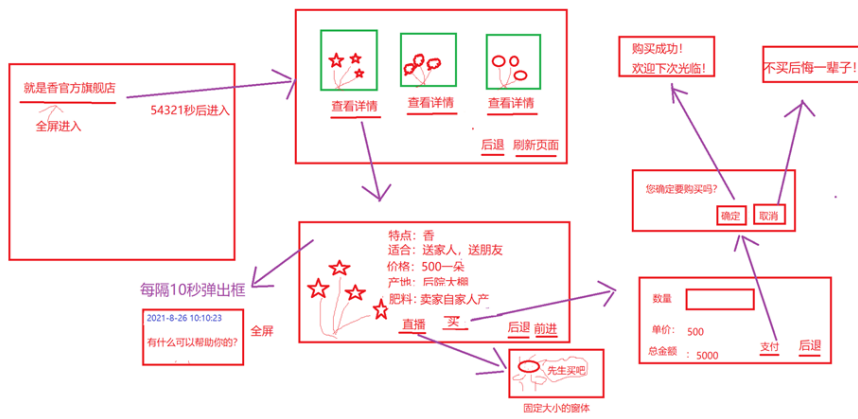 就是香官方旗舰店
全屏进入
54321秒后进入
查看详情 查看详情 查看详情
后退 刷新页面
购买成功！
欢迎下次光临！
不买后悔一辈子！
您确定要购买吗？
确定 取消
特点：香
适合：送家人，送朋友
价格：500一朵
产地：后院大棚
肥料：卖家自家人产
直播 买 后退 前进
每隔10秒弹出框
2021-8-26 10:10:23
有什么可以帮助你的？
全屏
先生买吧
固定大小的窗体
数量
单价： 500
总金额 ：5000
支付 后退